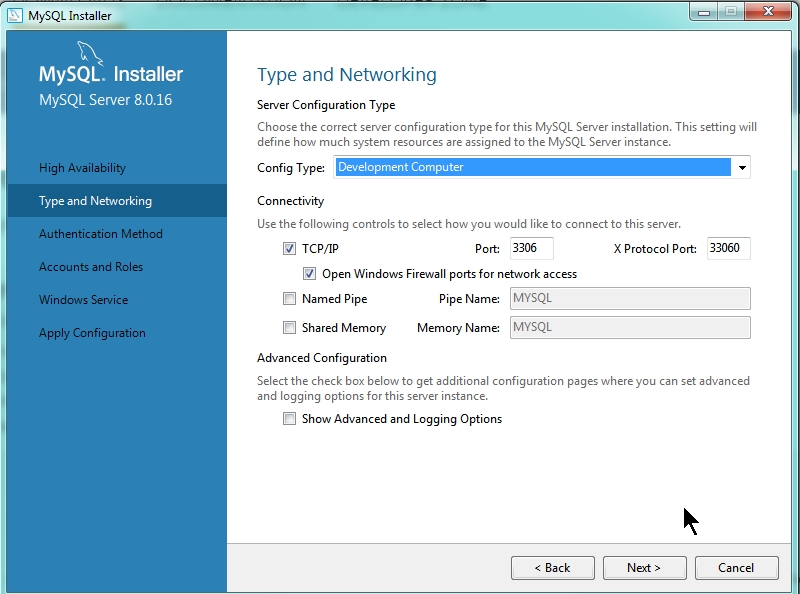 MySQL Installer
MySQL. Installer
MySQL Server 8.0.16
High Availability
Type and Networking
Authentication Method
Accounts and Roles
Windows Service
Apply Configuration
Type and Networking
Server Configuration Type
Choose the correct server configuration type for this MySQL Server installation. This setting will
define how much system resources are assigned to the MySQL Server instance.
Config Type: Development Computer
Connectivity
Use the following controls to select how you would like to connect to this server.
TCP/IP Port: 3306 X Protocol Port: 33060
Open Windows Firewall ports for network access
Named Pipe Pipe Name: MYSQL
Shared Memory Memory Name: MYSQL
Advanced Configuration
Select the check box below to get additional configuration pages where you can set advanced
and logging options for this server instance.
Show Advanced and Logging Options
< Back Next > Cancel